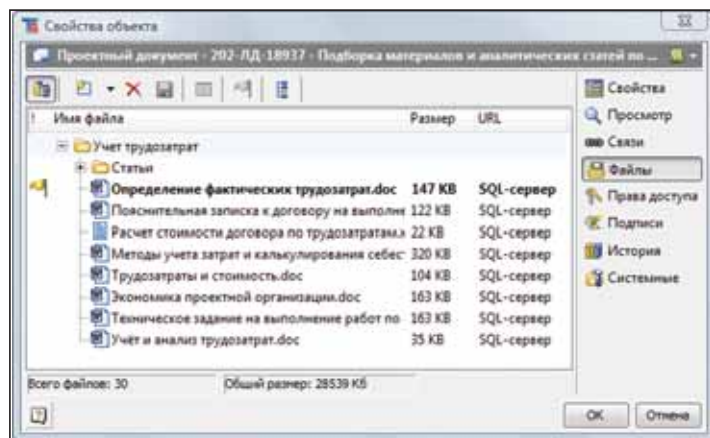 Свойства объекта
Проектный документ - 202-ЛД-18937 - Подборка материалов и аналитических статей по ...
! Имя файла Размер URL
Учет трудозатрат
Статьи
Определение фактических трудозатрат.doc 147 KB SQL-сервер
Пояснительная записка к договору на выполне 122 KB SQL-сервер
Расчет стоимости договора по трудозатратам.x 22 KB SQL-сервер
Методы учета затрат и калькулирования себес 320 KB SQL-сервер
Трудозатраты и стоимость.doc 104 KB SQL-сервер
Экономика проектной организации.doc 163 KB SQL-сервер
Техническое задание на выполнение работ по 163 KB SQL-сервер
Учёт и анализ трудозатрат.doc 35 KB SQL-сервер
Всего файлов: 30 Общий размер: 28539 Кб
Свойства
Просмотр
Связи
Файлы
Права доступа
Подписи
История
Системные
? OK Отмена